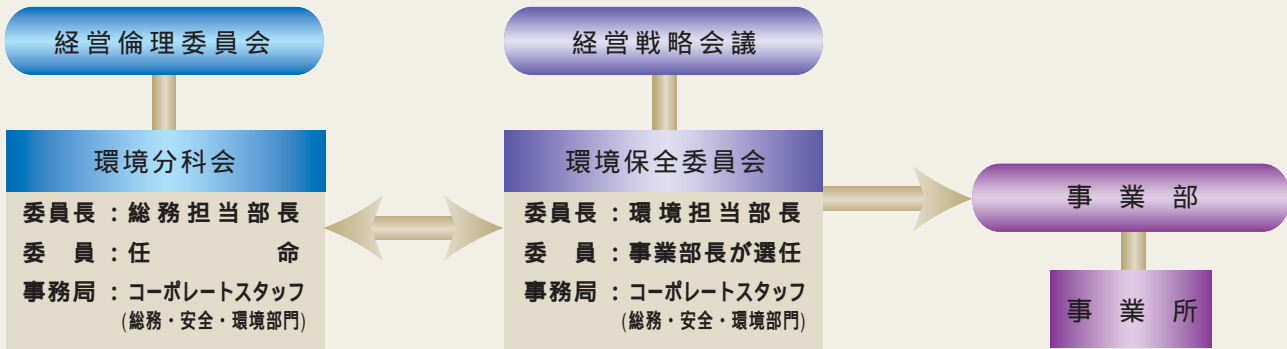 経営倫理委員会
環境分科会
委員長：総務担当部長
委　員：任　　　命
事務局：コーポレートスタッフ
(総務・安全・環境部門)
経営戦略会議
環境保全委員会
委員長：環境担当部長
委　員：事業部長が選任
事務局：コーポレートスタッフ
(総務・安全・環境部門)
事業部
事業所